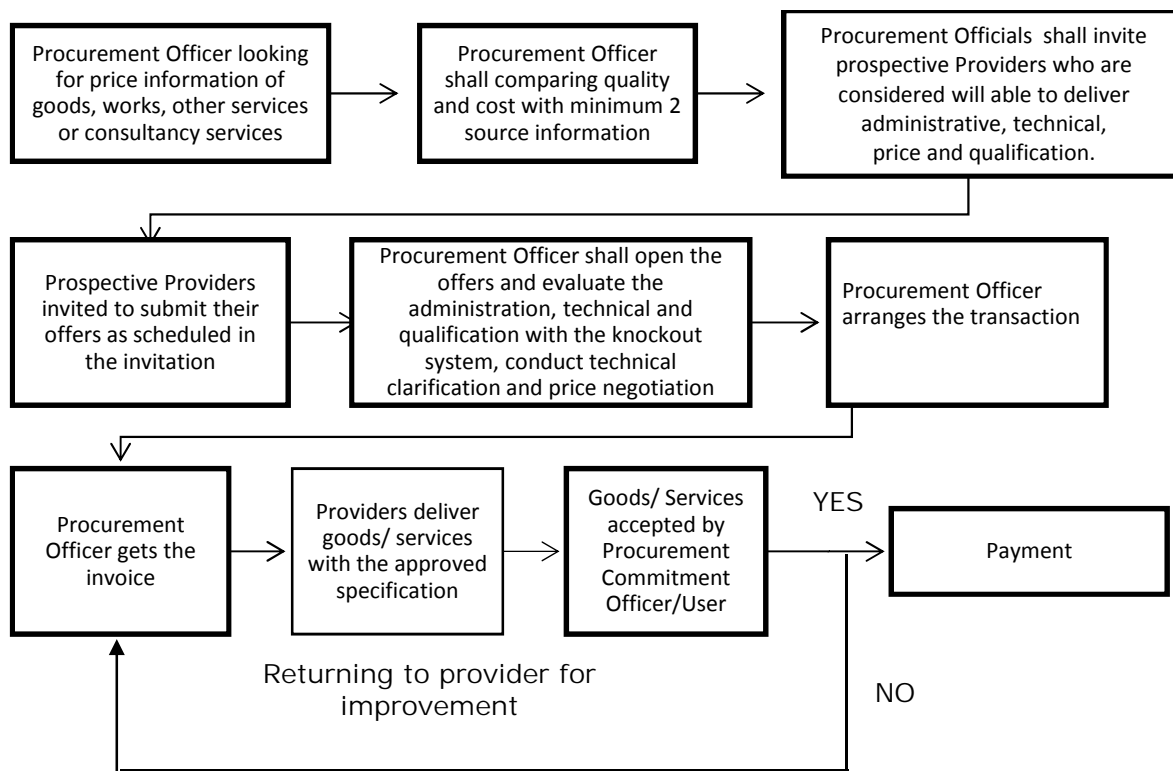 Procurement Officer looking
for price information of
goods, works, other services
or consultancy services
Procurement Officer
shall comparing quality
and cost with minimum 2
source information
Procurement Officials shall invite
prospective Providers who are
considered will able to deliver
administrative, technical,
price and qualification.
Prospective Providers
invited to submit their
offers as scheduled in
the invitation
Procurement Officer shall open the
offers and evaluate the
administration, technical and
qualification with the knockout
system, conduct technical
clarification and price negotiation
Procurement Officer
arranges the transaction
Procurement
Officer gets the
invoice
Providers deliver
goods/ services
with the approved
specification
Goods/ Services
accepted by
Procurement
Commitment
Officer/User
YES
Payment
Returning to provider for
improvement
NO